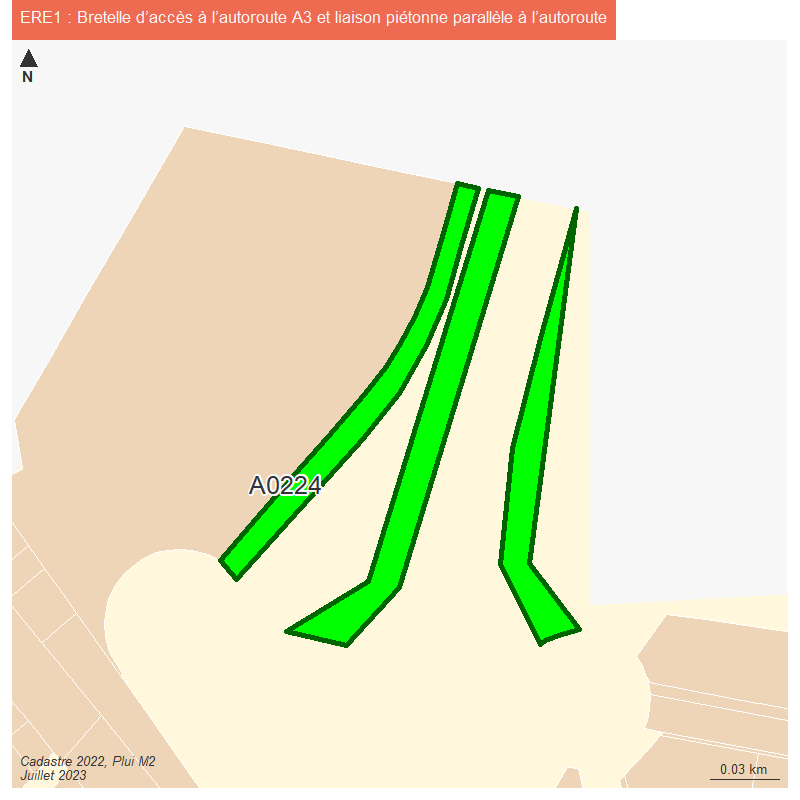 ERE1 : Bretelle d’accès à l’autoroute A3 et liaison piétonne parallèle à l’autoroute
N
A0224
Cadastre 2022, Plui M2
Juillet 2023
0.03 km